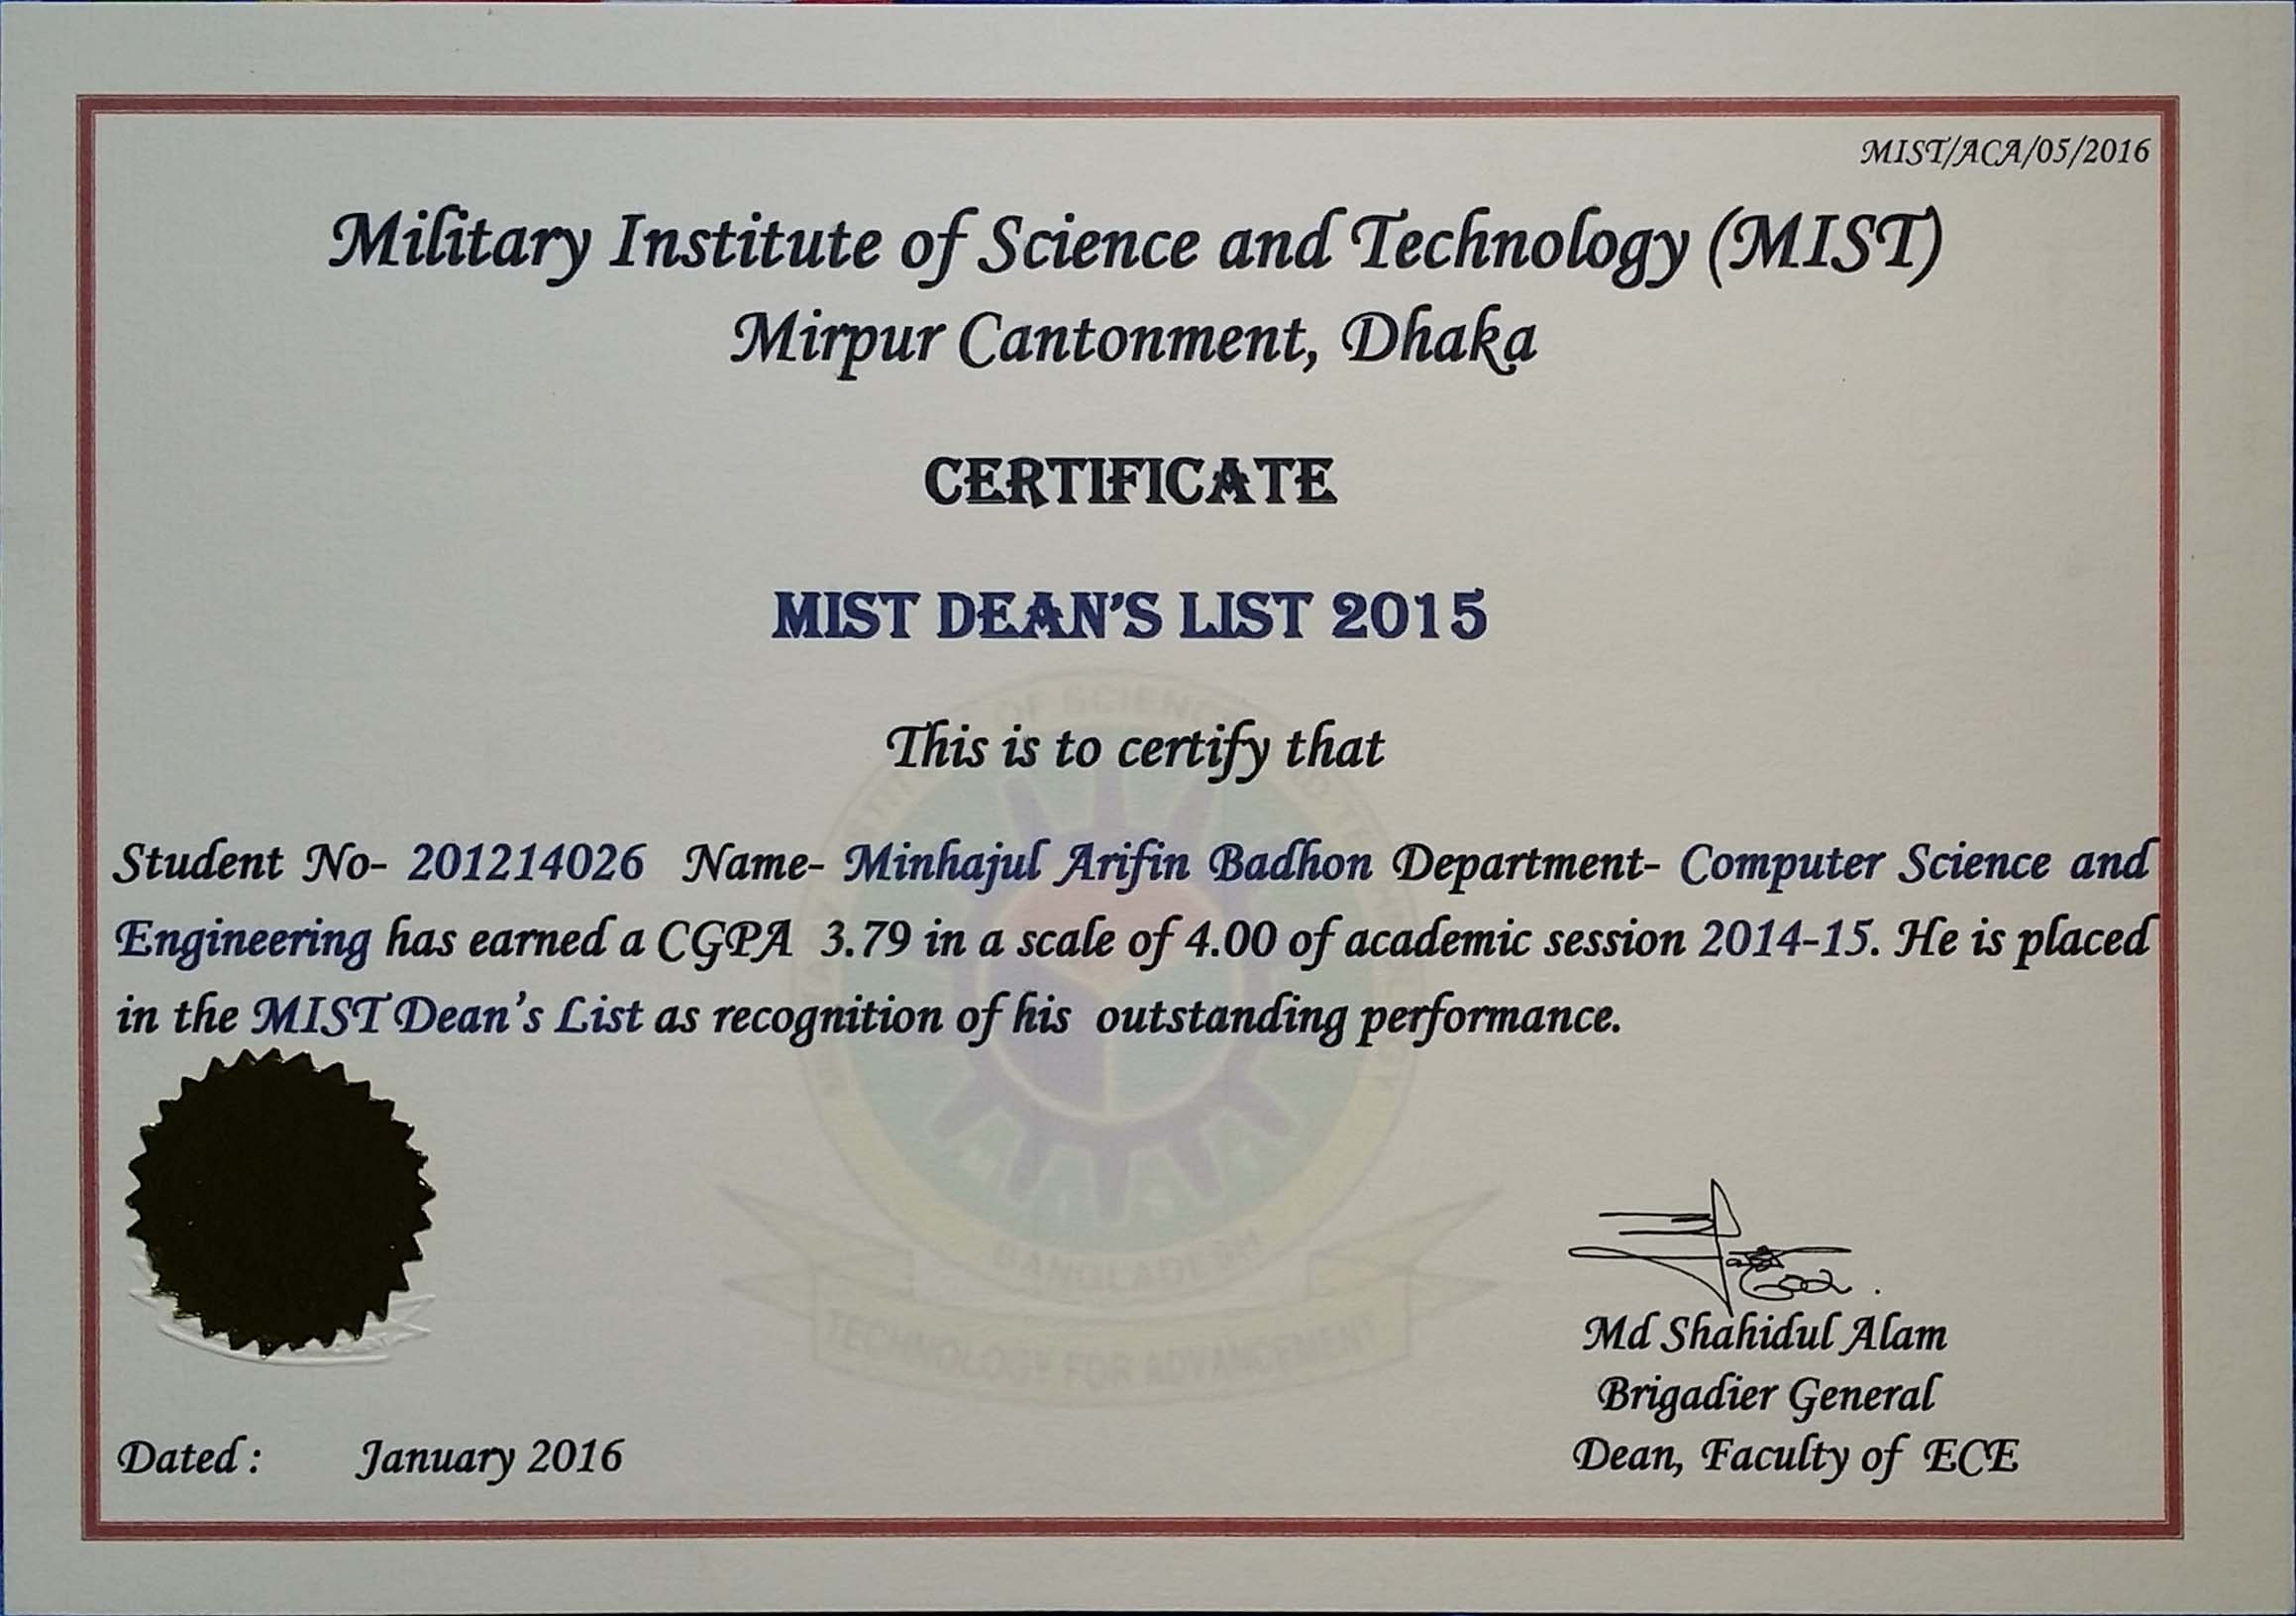 MIST/ACA/05/2016
Military Institute of Science and Technology (MIST)
Mirpur Cantonment, Dhaka
CERTIFICATE
MIST DEAN'S LIST 2015
This is to certify that
Student No- 201214026 Name- Minhajul Arifin Badhon Department- Computer Science and
Engineering has earned a CGPA 3.79 in a scale of 4.00 of academic session 2014-15. He is placed
in the MIST Dean's List as recognition of his outstanding performance.
BANGLADESH
TECHNOLOGY FOR ADVANCEMENT
Md Shahidul Alam
Brigadier General
Dean, Faculty of ECE
Dated : January 2016